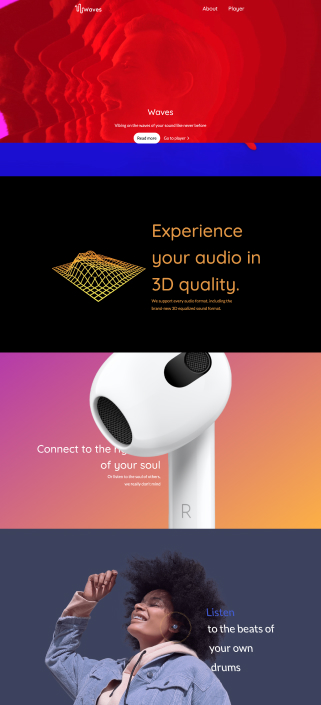 Waves
About
Player
Waves
Vibing on the waves of your sound like never before
Read more
Go to player >
Experience
your audio in
3D quality.
We support every audio format, including the
brand-new 3D equalized sound format.
Connect to the
of your soul
Or listen to the soul of others,
we really don't mind
R
Listen
to the beats of
your own
drums